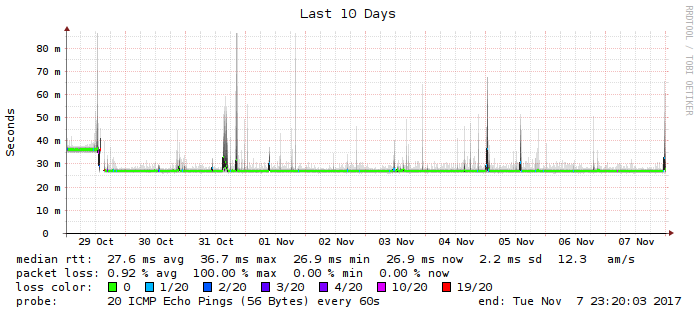 Last 10 Days
RRDTOOL / TOBI OETIKER
Seconds
80 m
70 m
60 m
50 m
40 m
30 m
20 m
10 m
0
29 Oct 30 Oct 31 Oct 01 Nov 02 Nov 03 Nov 04 Nov 05 Nov 06 Nov 07 Nov
median rtt: 27.6 ms avg 36.7 ms max 26.9 ms min 26.9 ms now 2.2 ms sd 12.3 am/s
packet loss: 0.92 % avg 100.00 % max 0.00 % min 0.00 % now
loss color: 0 1/20 2/20 3/20 4/20 10/20 19/20
probe: 20 ICMP Echo Pings (56 Bytes) every 60s end: Tue Nov 7 23:20:03 2017